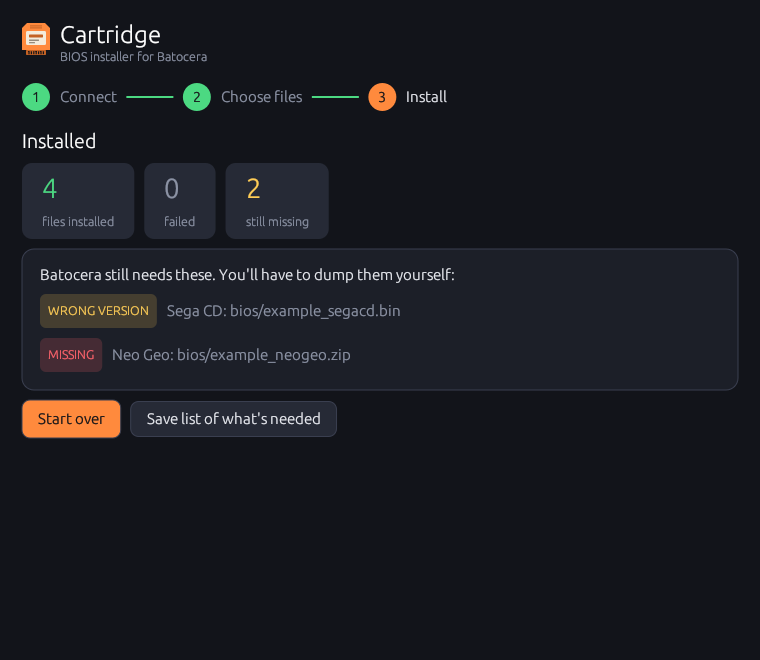 Cartridge
BIOS installer for Batocera
1 Connect 2 Choose files 3 Install
Installed
4 0 2
files installed failed still missing
Batocera still needs these. You'll have to dump them yourself:
WRONG VERSION Sega CD: bios/example_segacd.bin
MISSING Neo Geo: bios/example_neogeo.zip
Start over Save list of what's needed